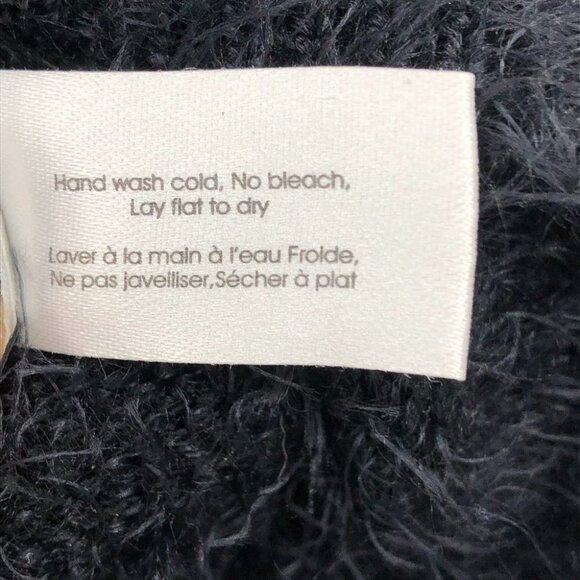 Hand wash cold, No bleach,
Lay flat to dry
Laver à la main à l'eau Froide,
Ne pas javelliser,Sécher à plat